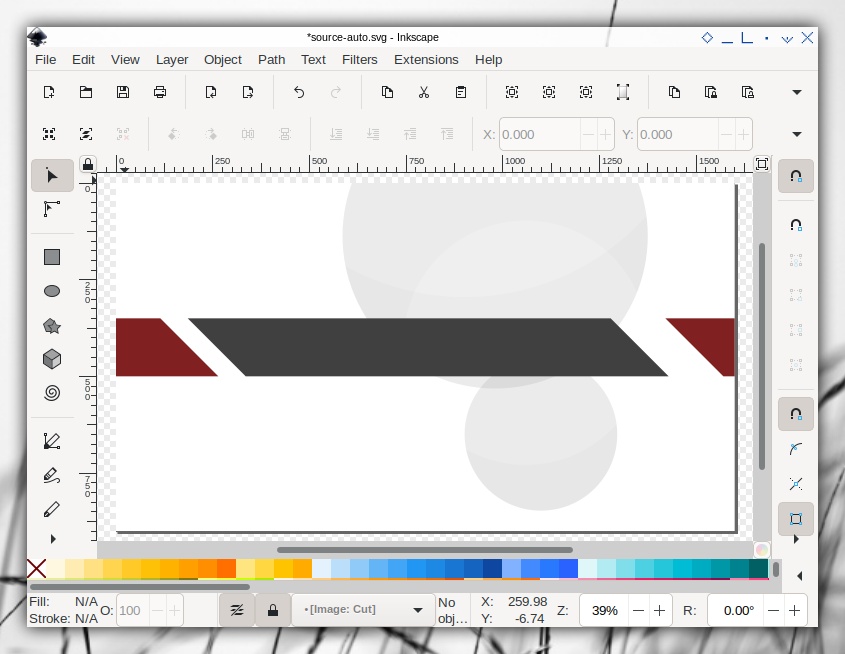 *source-auto.svg - Inkscape
File Edit View Layer Object Path Text Filters Extensions Help
X: 0.000 Y: 0.000
0 250 500 750 1000 1250 1500
0
250
500
750
Fill: N/A
Stroke: N/A
O: 100
•[Image: Cut]
No
obj...
X: 259.98
Y: -6.74
Z: 39%
R: 0.00°